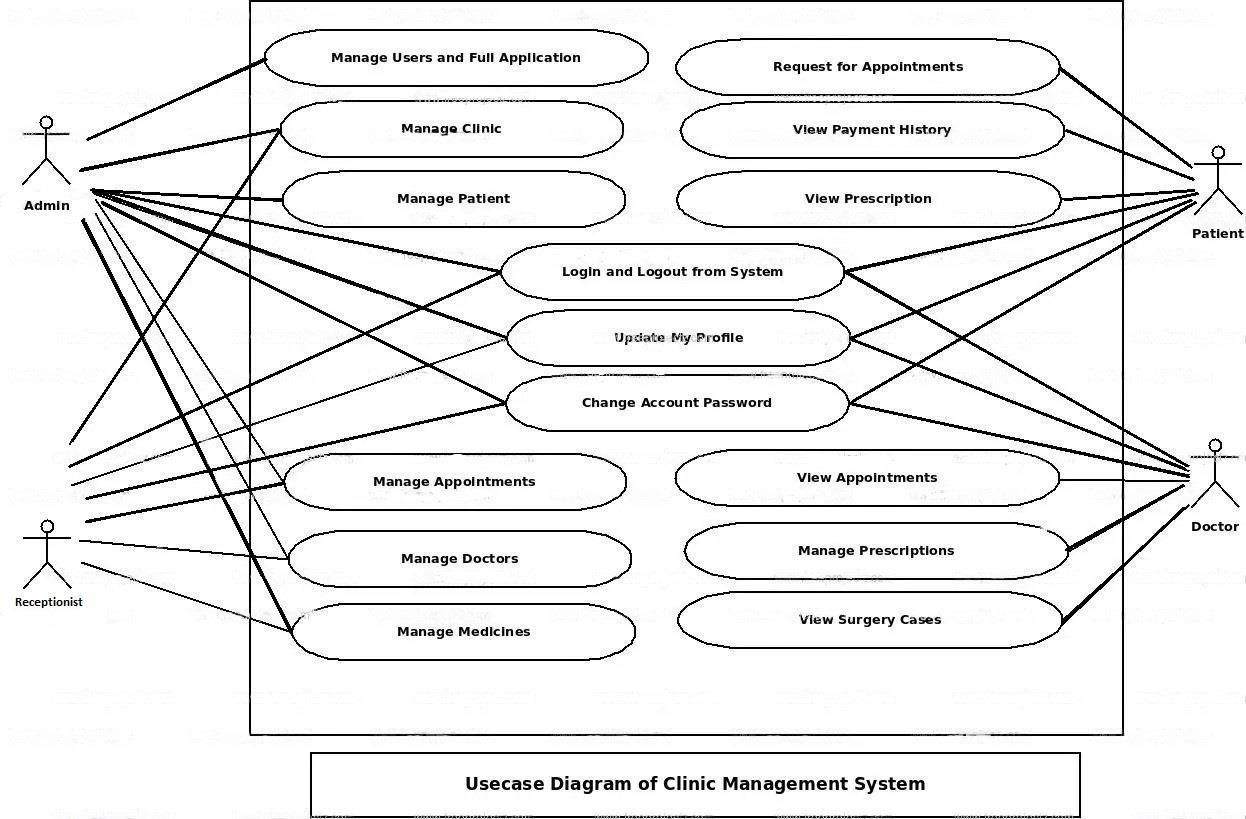 Manage Users and Full Application
Request for Appointments
Manage Clinic
View Payment History
Admin
Manage Patient
View Prescription
Patient
Login and Logout from System
Update My Profile
Change Account Password
Manage Appointments
View Appointments
Doctor
Manage Doctors
Manage Prescriptions
Receptionist
Manage Medicines
View Surgery Cases
Usecase Diagram of Clinic Management System